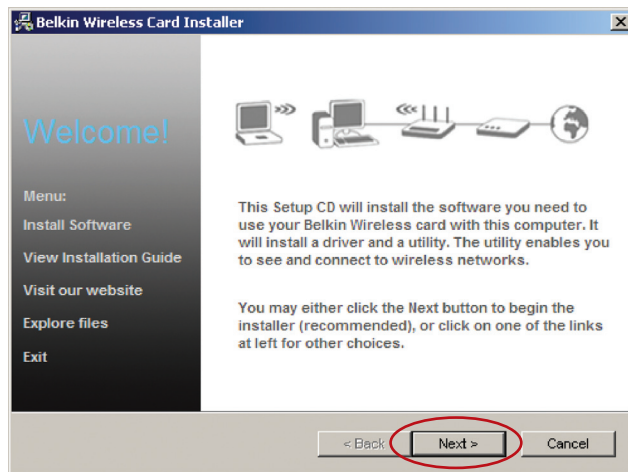 Belkin Wireless Card Installer
Welcome!
Menu:
Install Software
View Installation Guide
Visit our website
Explore files
Exit
This Setup CD will install the software you need to
use your Belkin Wireless card with this computer. It
will install a driver and a utility. The utility enables you
to see and connect to wireless networks.
You may either click the Next button to begin the
installer (recommended), or click on one of the links
at left for other choices.
< Back
Next >
Cancel